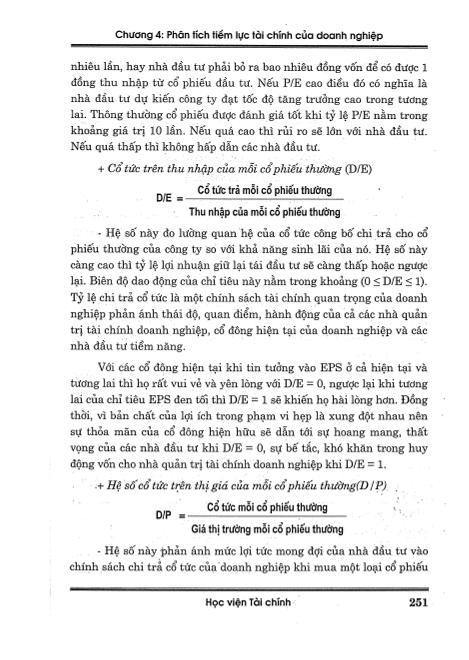 Chương 4: Phân tích tiềm lực tài chính của doanh nghiệp
nhiêu lần, hay nhà đầu tư phải bỏ ra bao nhiêu đồng vốn để có được 1
đồng thu nhập từ cổ phiếu đầu tư. Nếu P/E cao điều đó có nghĩa là
nhà đầu tư dự kiến công ty đạt tốc độ tăng trưởng cao trong tương
lai. Thông thường cổ phiếu được đánh giá tốt khi tỷ lệ P/E nằm trong
khoảng giá trị 10 lần. Nếu quá cao thì rủi ro sẽ lớn với nhà đầu tư.
Nếu quá thấp thì không hấp dẫn các nhà đầu tư.
+ Cổ tức trên thu nhập của mỗi cổ phiếu thường (D/E)
D/E = Cổ tức trả mỗi cổ phiếu thường
Thu nhập của mỗi cổ phiếu thường
- Hệ số này đo lường quan hệ của cổ tức công bố chi trả cho cổ
phiếu thường của công ty so với khả năng sinh lãi của nó. Hệ số này
càng cao thì tỷ lệ lợi nhuận giữ lại tái đầu tư sẽ càng thấp hoặc ngược
lại. Biên độ dao động của chỉ tiêu này nằm trong khoảng (0 ≤ D/E ≤ 1).
Tỷ lệ chi trả cổ tức là một chính sách tài chính quan trọng của doanh
nghiệp phản ánh thái độ, quan điểm, hành động của cả các nhà quản
trị tài chính doanh nghiệp, cổ đông hiện tại của doanh nghiệp và các
nhà đầu tư tiềm năng.
Với các cổ đông hiện tại khi tin tưởng vào EPS ở cả hiện tại và
tương lai thì họ rất vui vẻ và yên lòng với D/E = 0, ngược lại khi tương
lai của chỉ tiêu EPS đen tối thì D/E = 1 sẽ khiến họ hài lòng hơn. Đồng
thời, vì bản chất của lợi ích trong phạm vi hẹp là xung đột nhau nên
sự thỏa mãn của cổ đông hiện hữu sẽ dẫn tới sự hoang mang, thất
vọng của các nhà đầu tư khi D/E = 0, sự bế tắc, khó khăn trong huy
động vốn cho nhà quản trị tài chính doanh nghiệp khi D/E = 1.
+ Hệ số cổ tức trên thị giá của mỗi cổ phiếu thường(D/P)
D/P = Cổ tức mỗi cổ phiếu thường
Giá thị trường mỗi cổ phiếu thường
- Hệ số này phản ánh mức lợi tức mong đợi của nhà đầu tư vào
chính sách chi trả cổ tức của doanh nghiệp khi mua một loại cổ phiếu
Học viện Tài chính 251